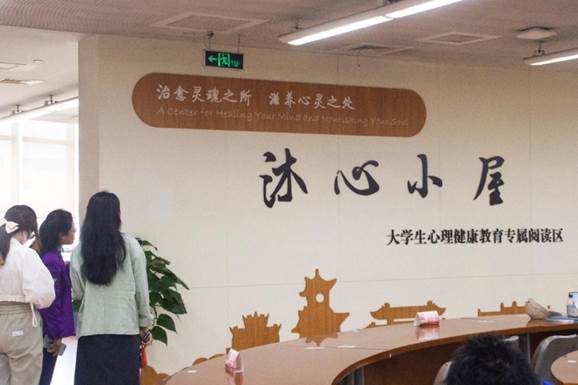 治愈灵魂之所 滋养心灵之处
A Center for Healing Your Mind and Nourishing Your Soul
沐心小屋
大学生心理健康教育专属阅读区